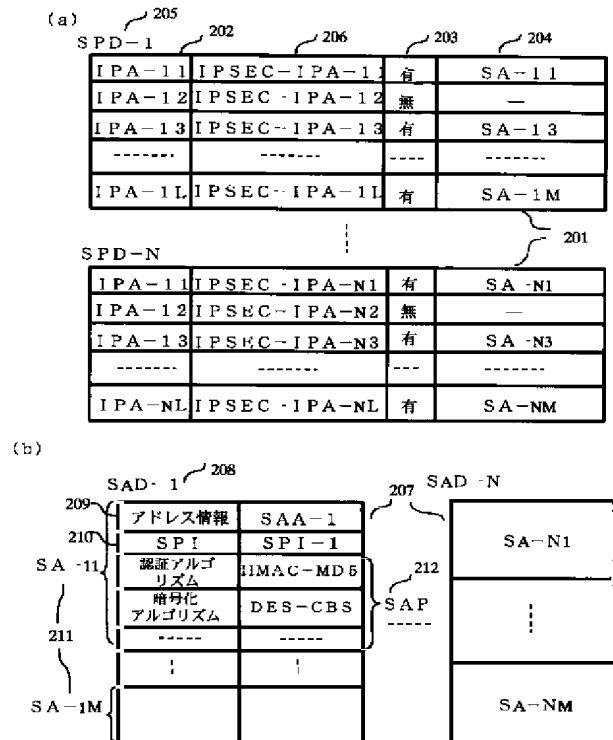 (a)
205
202 206 203 204
SPD-1
IPA-11 IPSEC-IPA-11 有 SA-11
IPA-12 IPSEC-IPA-12 無 —
IPA-13 IPSEC-IPA-13 有 SA-13
------- ------- ---- -------
IPA-1L IPSEC-IPA-1L 有 SA-1M
201
SPD-N
IPA-11 IPSEC-IPA-N1 有 SA-N1
IPA-12 IPSEC-IPA-N2 無 —
IPA-13 IPSEC-IPA-N3 有 SA-N3
------- ------- --- -------
IPA-NL IPSEC-IPA-NL 有 SA-NM
(b)
SAD-1 208 SAD-N
209 207
アドレス情報 SAA-1
210 SPI SPI-1
SA-11 認証アルゴリズム HMAC-MD5 212 SA-N1
暗号化アルゴリズム DES-CBS SAP
211 ----- ----- -----
SA-1M SA-NM